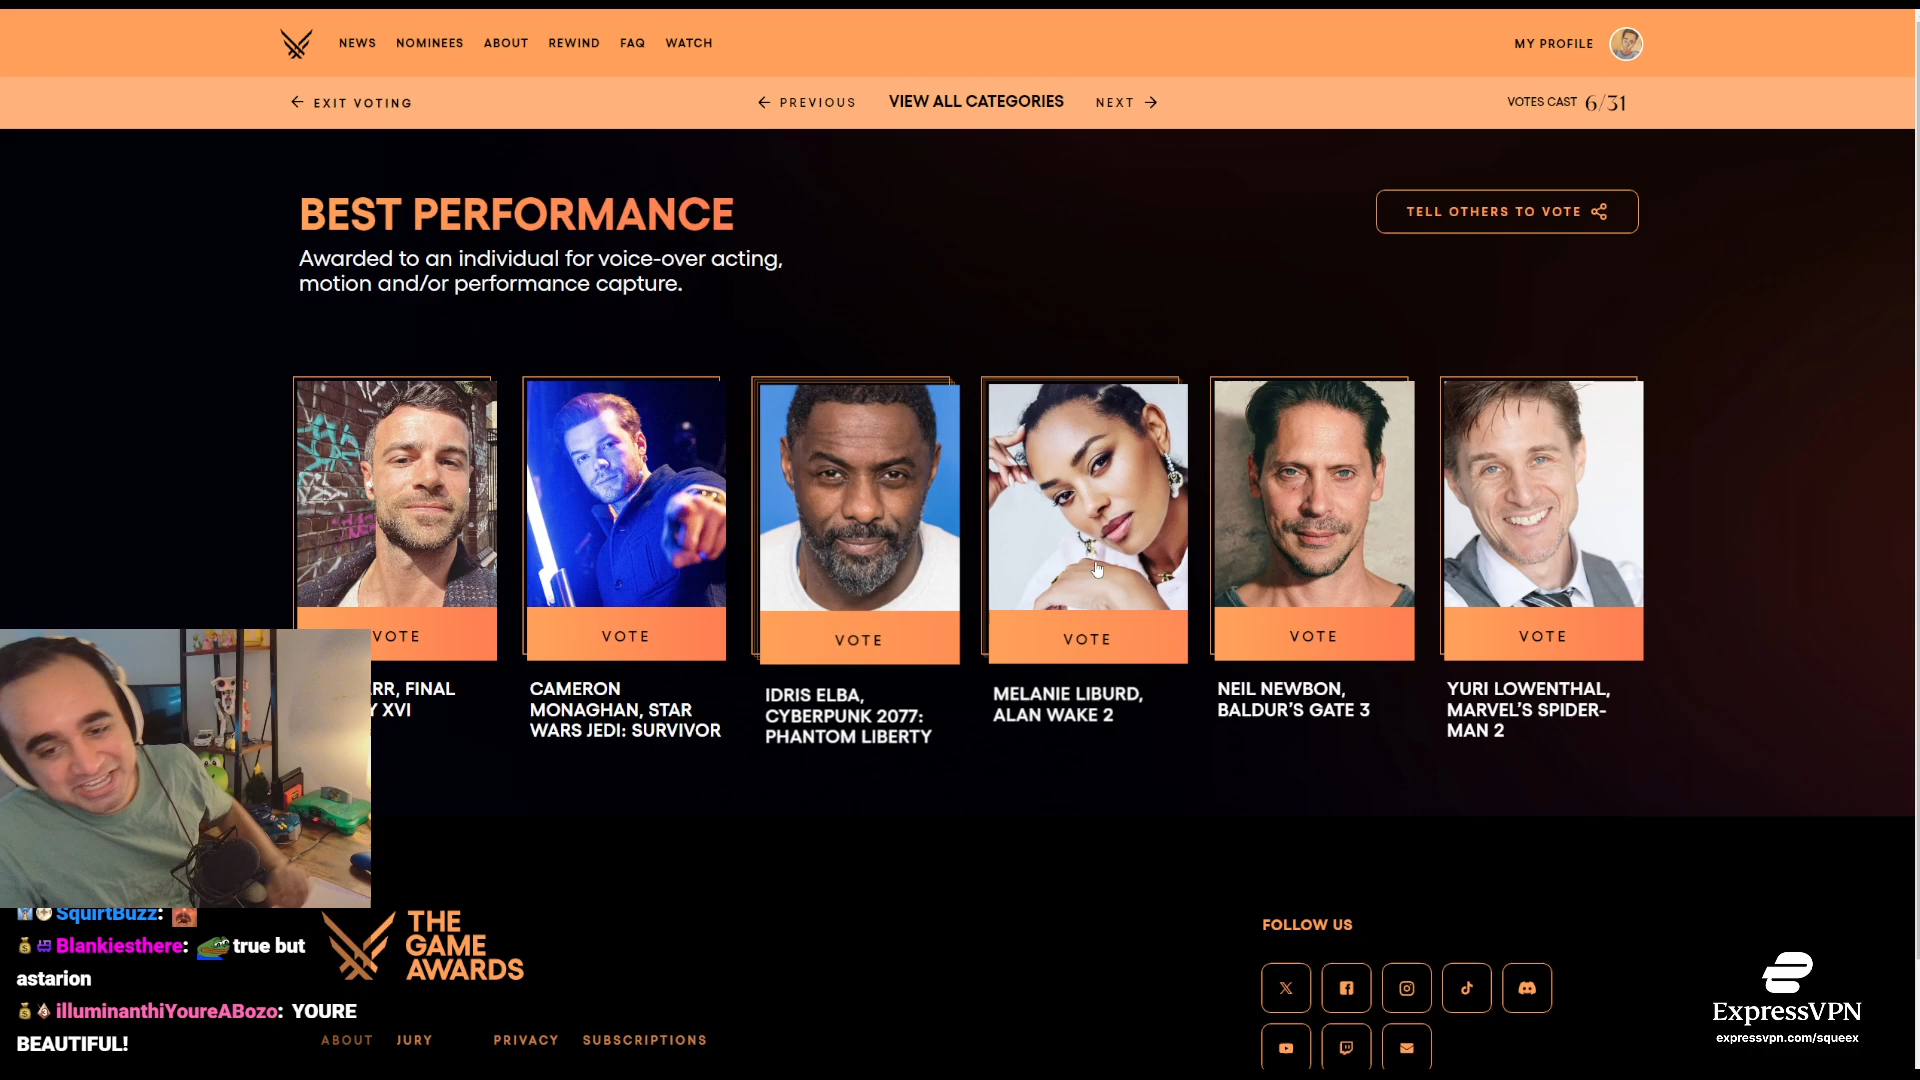 NEWS NOMINEES ABOUT REWIND FAQ WATCH
MY PROFILE
EXIT VOTING
PREVIOUS
VIEW ALL CATEGORIES
NEXT
VOTES CAST 6/31
BEST PERFORMANCE
Awarded to an individual for voice-over acting,
motion and/or performance capture.
TELL OTHERS TO VOTE
VOTE
VOTE
VOTE
VOTE
VOTE
VOTE
RR, FINAL
Y XVI
CAMERON
MONAGHAN, STAR
WARS JEDI: SURVIVOR
IDRIS ELBA,
CYBERPUNK 2077:
PHANTOM LIBERTY
MELANIE LIBURD,
ALAN WAKE 2
NEIL NEWBON,
BALDUR'S GATE 3
YURI LOWENTHAL,
MARVEL'S SPIDER-
MAN 2
SquirtBuzz:
Blankiesthere: true but
astarion
illuminanthiYoureABozo: YOURE
BEAUTIFUL!
THE
GAME
AWARDS
ABOUT JURY PRIVACY SUBSCRIPTIONS
FOLLOW US
ExpressVPN
expressvpn.com/squeex